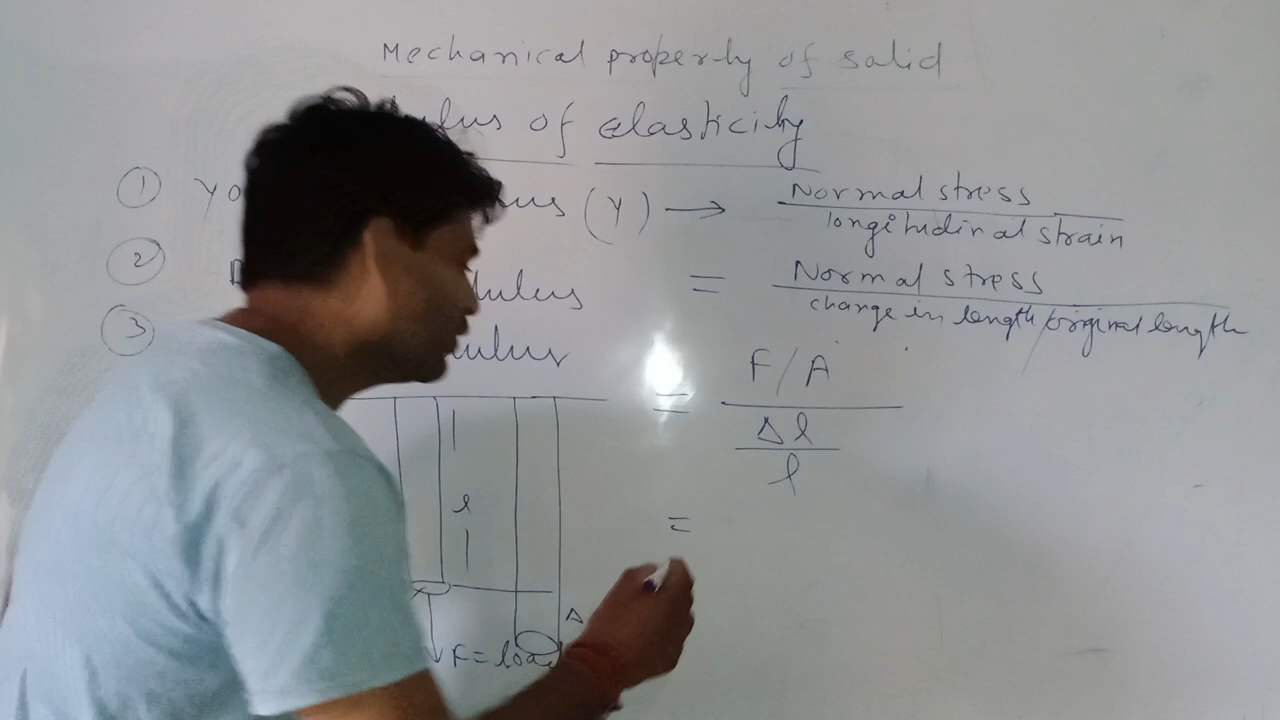 Mechanical property of solid
of elasticity
① (Y) → Normal stress
longitudinal strain
② = Normal stress
change in length/original length
③
= F/A
Δl
l
l
=
Δ
F = load